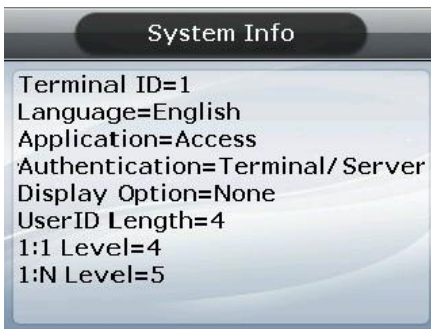 System Info
Terminal ID=1
Language=English
Application=Access
Authentication=Terminal/Server
Display Option=None
UserID Length=4
1:1 Level=4
1:N Level=5